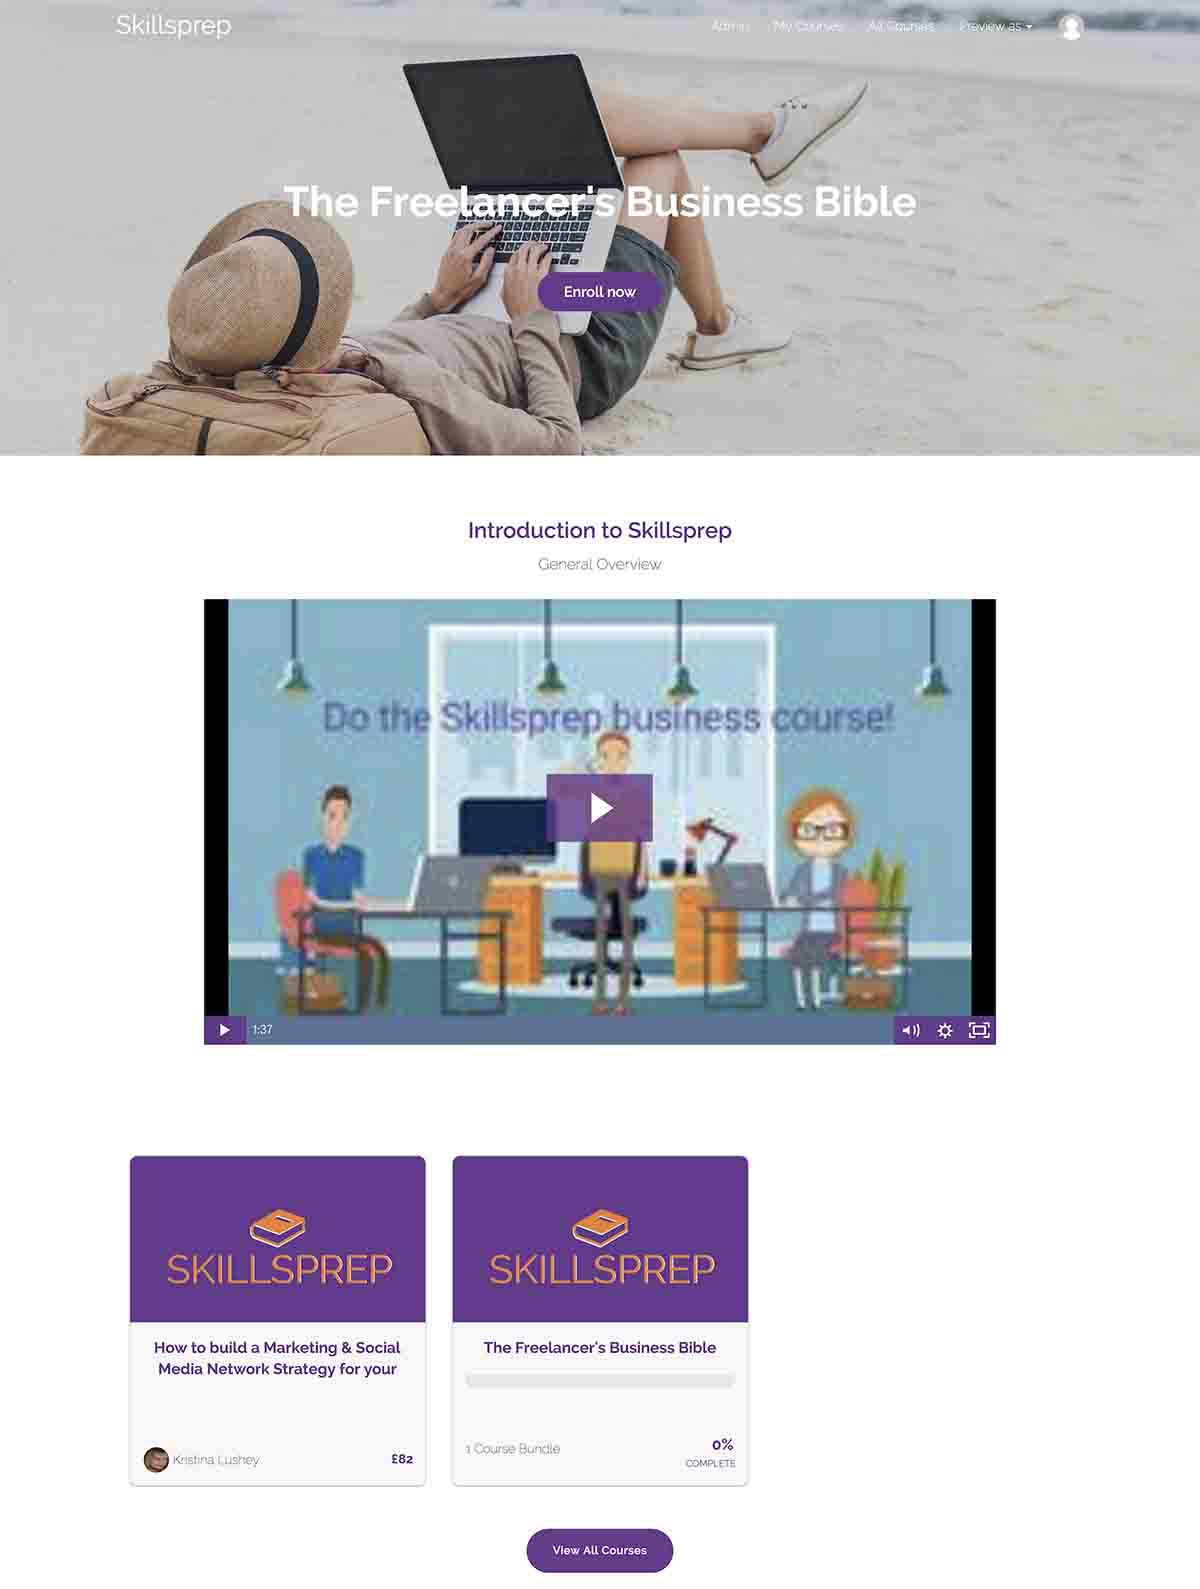 Skillsprep
Admin My Courses All Courses Preview as
The Freelancer's Business Bible
Enroll now
Introduction to Skillsprep
General Overview
Do the Skillsprep business course!
1:37
SKILLSPREP
How to build a Marketing & Social
Media Network Strategy for your
Kristina Lushey £82
SKILLSPREP
The Freelancer's Business Bible
1 Course Bundle 0%
COMPLETE
View All Courses